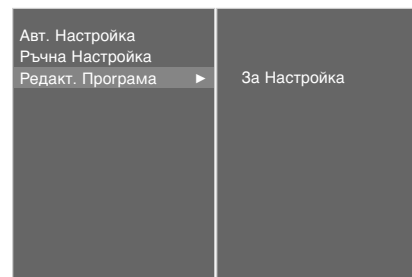 Авт. Настройка
Ръчна Настройка
Редакт. Програма ►
За Настройка